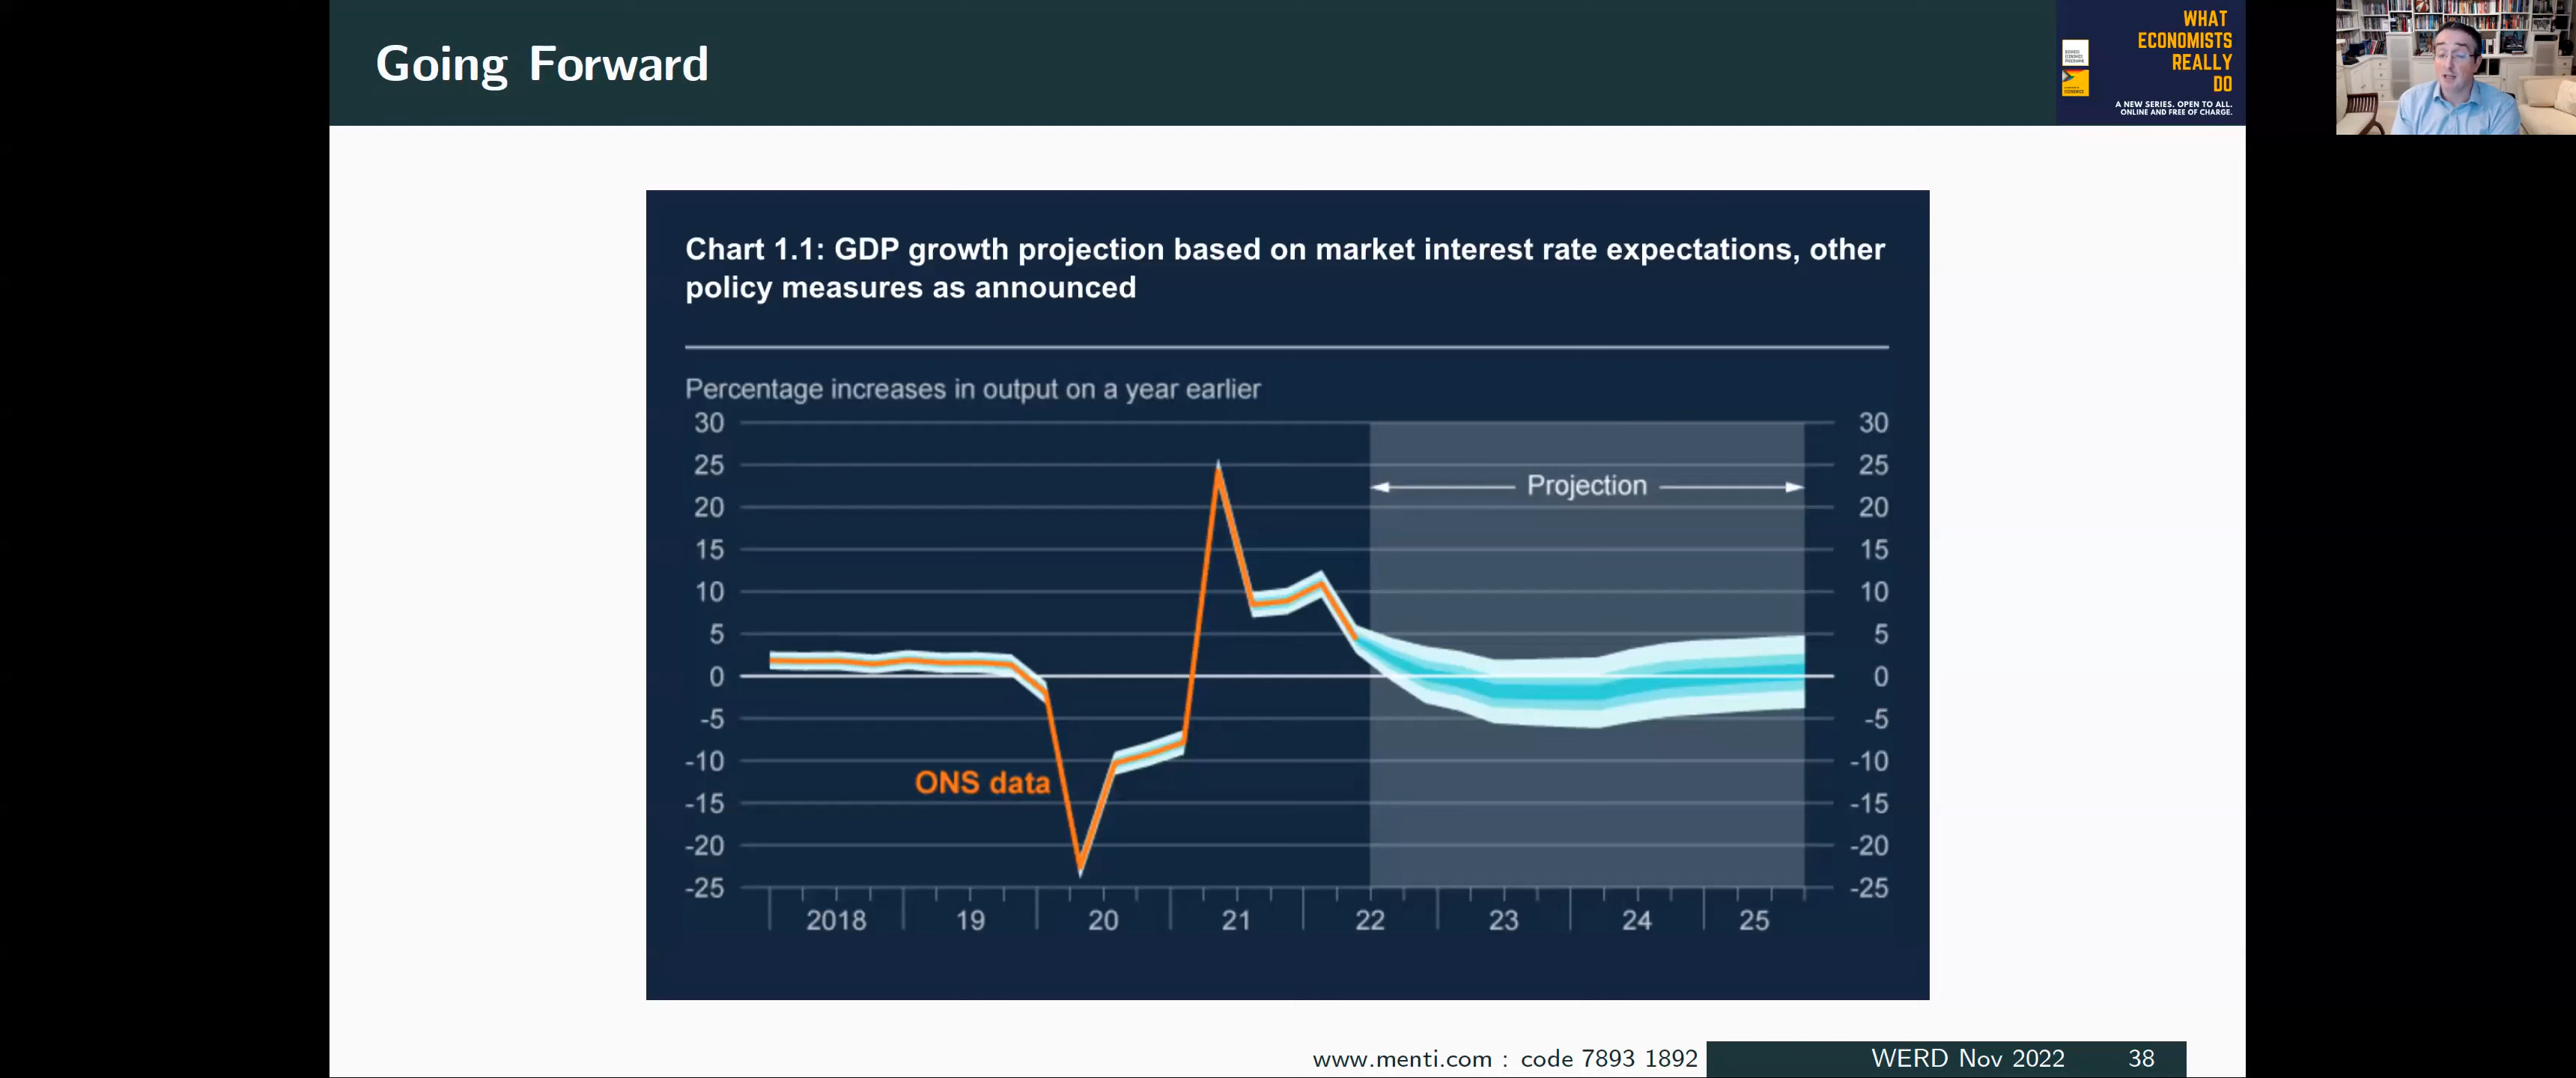 Going Forward
WHAT
ECONOMISTS
REALLY
DO
A NEW SERIES. OPEN TO ALL.
ONLINE AND FREE OF CHARGE.
Chart 1.1: GDP growth projection based on market interest rate expectations, other
policy measures as announced
Percentage increases in output on a year earlier
30 30
25 25
Projection
20 20
15 15
10 10
5 5
0 0
-5 -5
-10 -10
ONS data
-15 -15
-20 -20
-25 -25
2018 19 20 21 22 23 24 25
www.menti.com : code 7893 1892 WERD Nov 2022 38